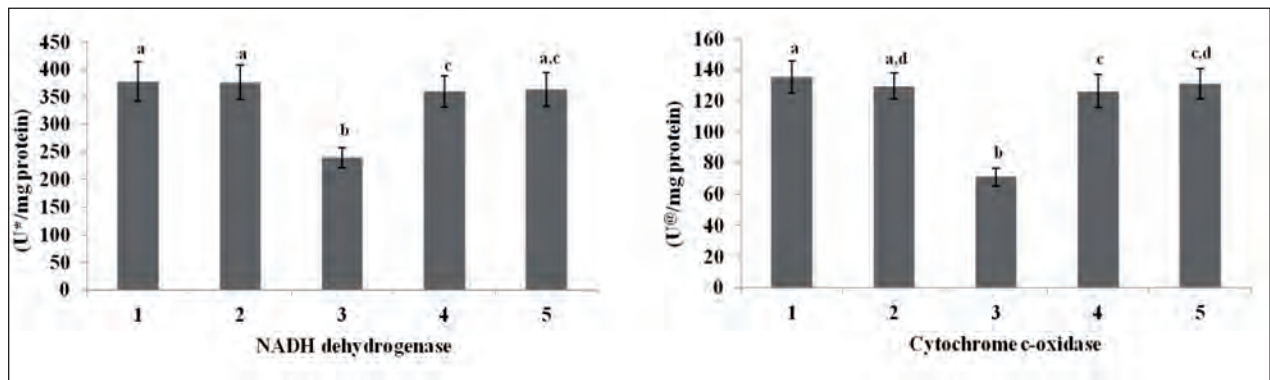 450
400
350
300
250
200
150
100
50
0
(U*/mg protein)
a
a
b
c
a,c
1 2 3 4 5
NADH dehydrogenase
160
140
120
100
80
60
40
20
0
(U@/mg protein)
a
a,d
b
c
c,d
1 2 3 4 5
Cytochrome c-oxidase